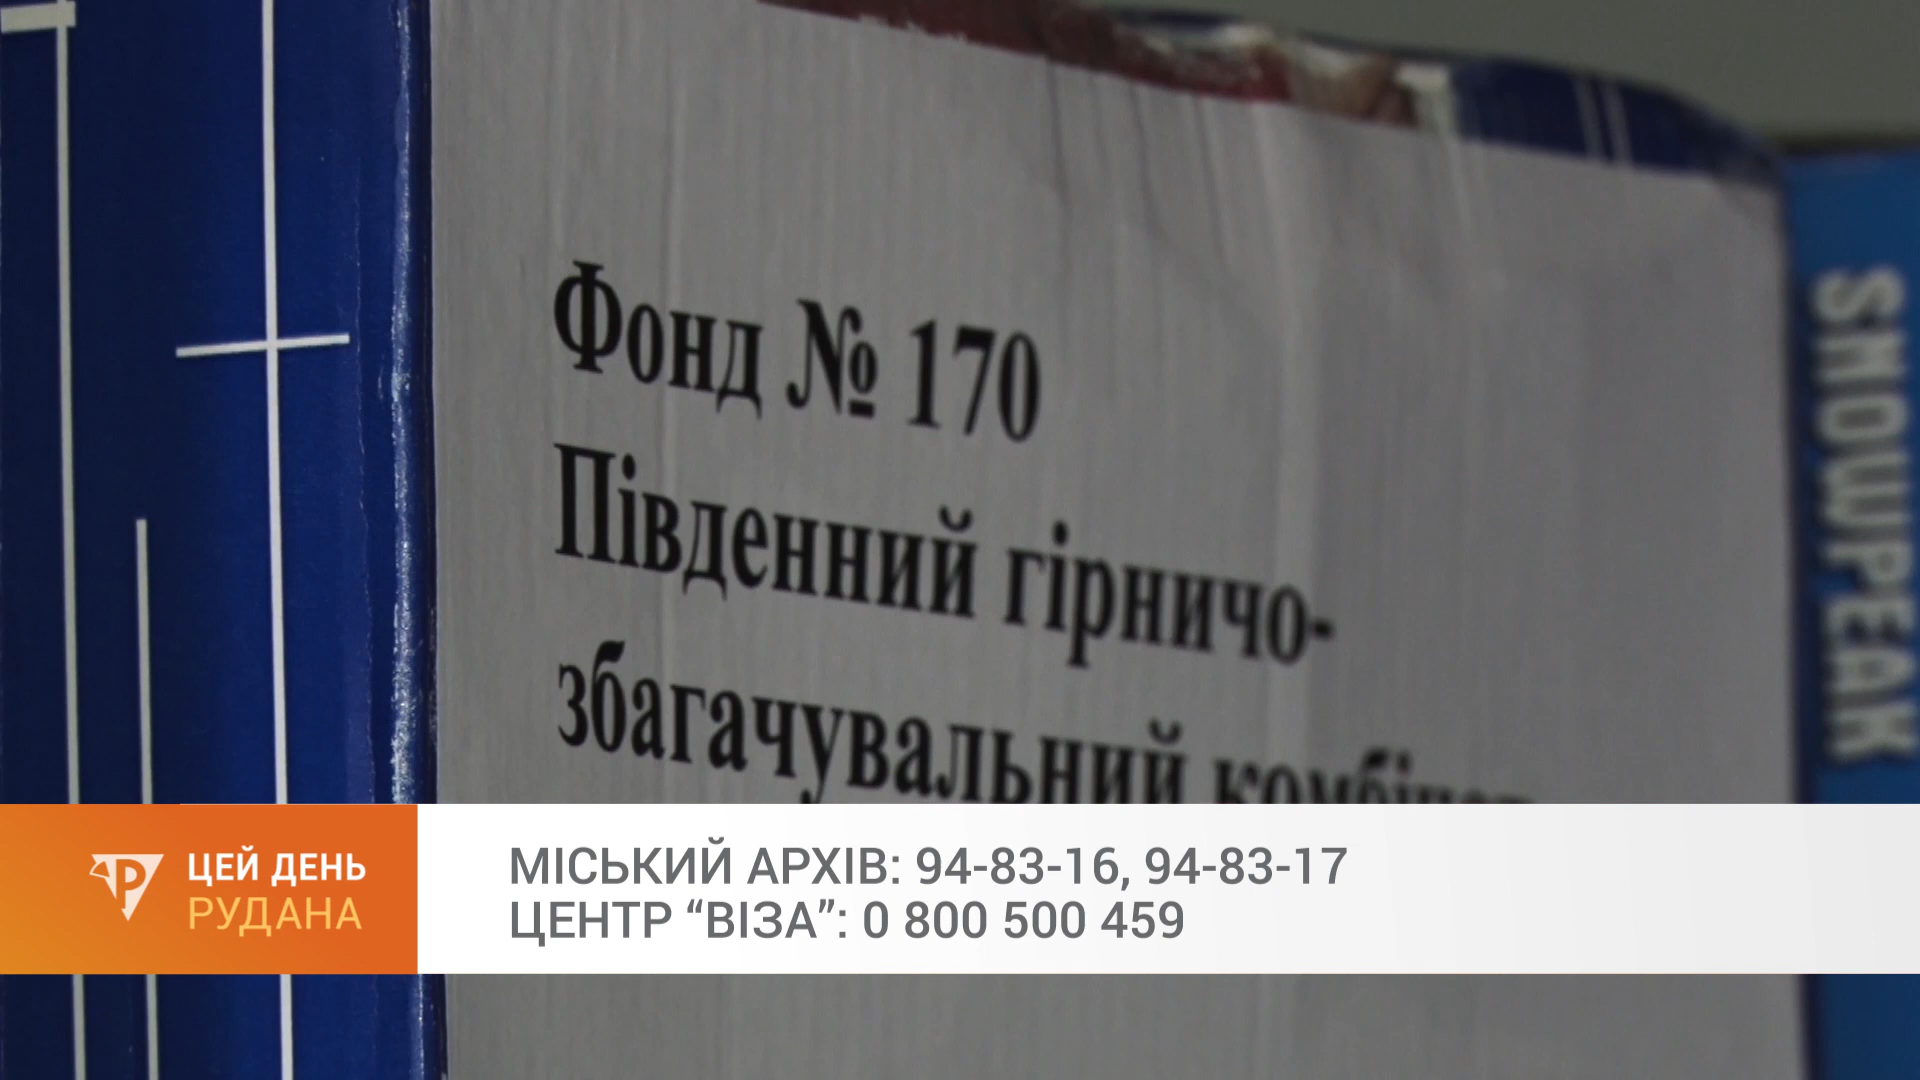 Фонд № 170
Південний гірничо-
збагачувальний комбінат
SNOWPEAK
ЦЕЙ ДЕНЬ
РУДАНА
МІСЬКИЙ АРХІВ: 94-83-16, 94-83-17
ЦЕНТР “ВІЗА”: 0 800 500 459